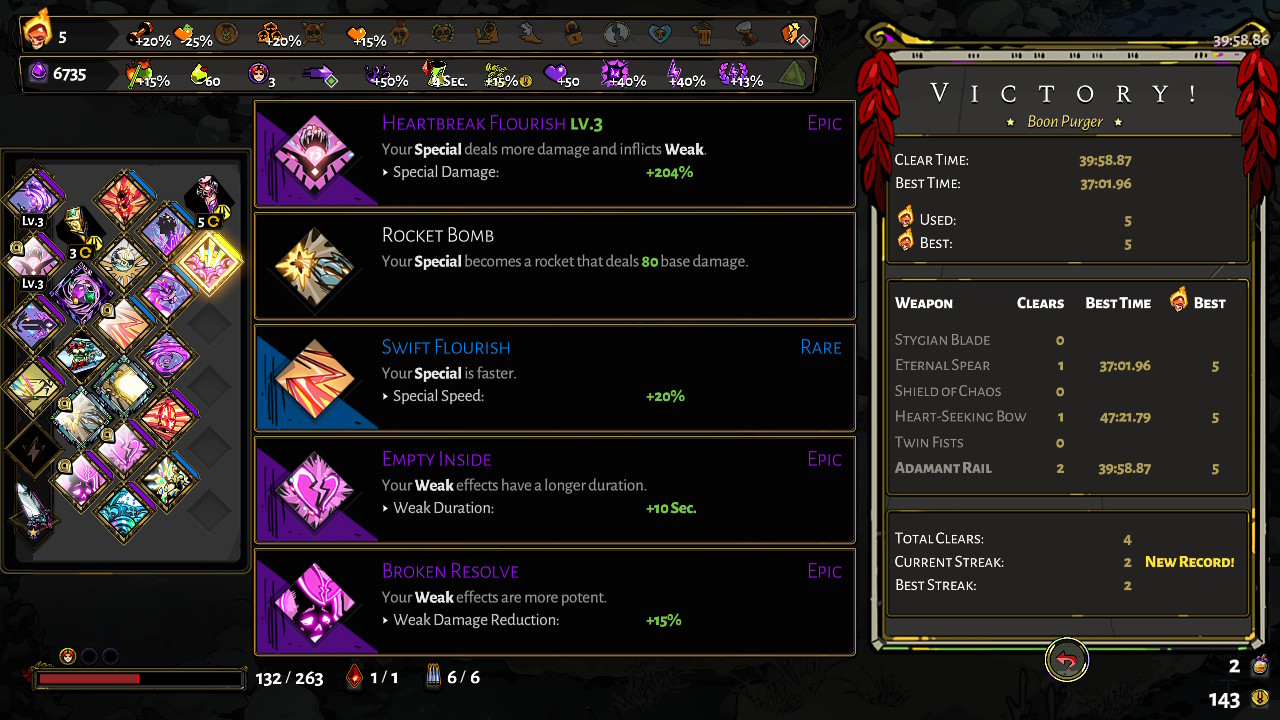 5
+20%
-25%
+20%
+15%
39:58.86
6735
+15%
60
3
+50%
4 Sec.
+15%
+50
+40%
+40%
+13%
Lv.3
Lv.3
3
5
Heartbreak Flourish Lv.3
Epic
Your Special deals more damage and inflicts Weak.
Special Damage: +204%
Rocket Bomb
Your Special becomes a rocket that deals 80 base damage.
Swift Flourish
Rare
Your Special is faster.
Special Speed: +20%
Empty Inside
Epic
Your Weak effects have a longer duration.
Weak Duration: +10 Sec.
Broken Resolve
Epic
Your Weak effects are more potent.
Weak Damage Reduction: +15%
132 / 263
1 / 1
6 / 6
Victory!
Boon Purger
Clear Time: 39:58.87
Best Time: 37:01.96
Used: 5
Best: 5
Weapon Clears Best Time Best
Stygian Blade 0
Eternal Spear 1 37:01.96 5
Shield of Chaos 0
Heart-Seeking Bow 1 47:21.79 5
Twin Fists 0
Adamant Rail 2 39:58.87 5
Total Clears: 4
Current Streak: 2 New Record!
Best Streak: 2
2
143